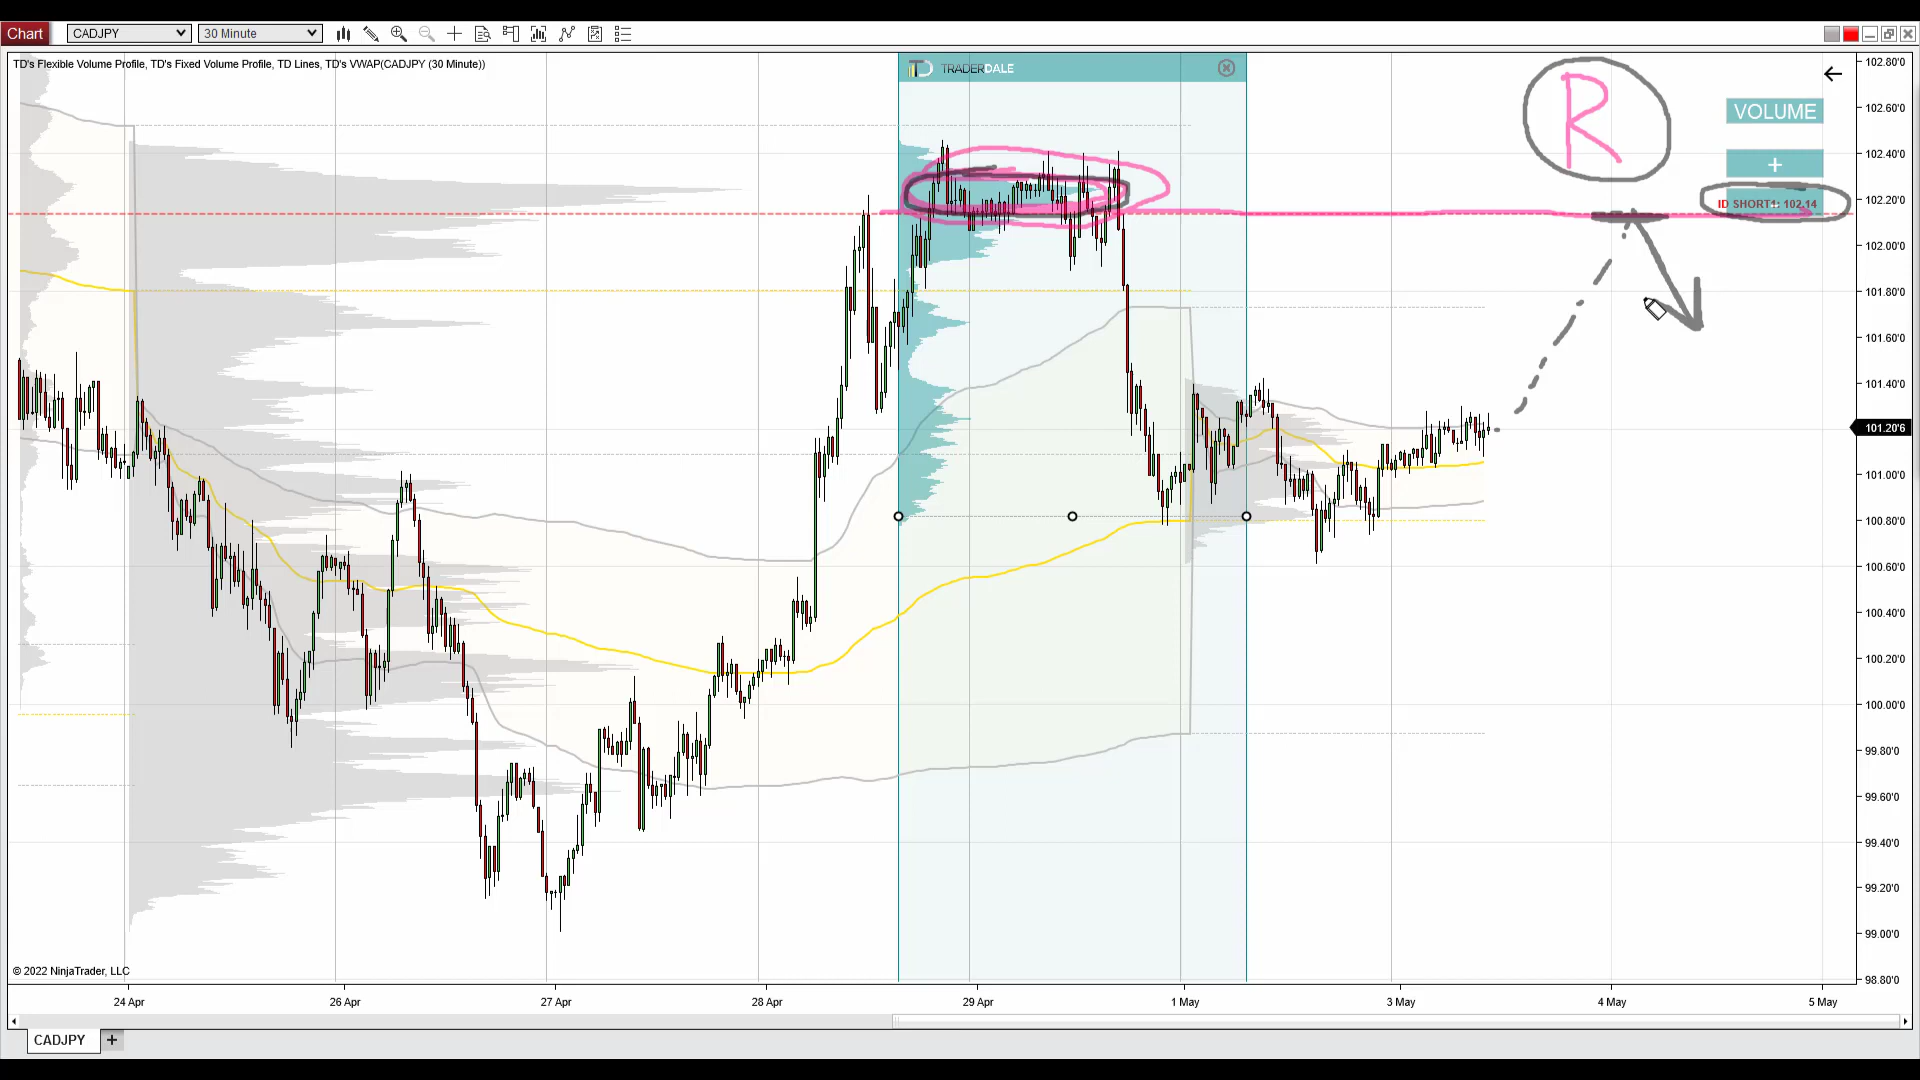 Chart
CADJPY
30 Minute
TD's Flexible Volume Profile, TD's Fixed Volume Profile, TD Lines, TD's VWAP(CADJPY (30 Minute))
TRADERDALE
R
VOLUME
+
ID SHORT1: 102.14
102.80'0
102.60'0
102.40'0
102.20'0
102.00'0
101.80'0
101.60'0
101.40'0
101.20'6
101.00'0
100.80'0
100.60'0
100.40'0
100.20'0
100.00'0
99.80'0
99.60'0
99.40'0
99.20'0
99.00'0
98.80'0
© 2022 NinjaTrader, LLC
24 Apr
26 Apr
27 Apr
28 Apr
29 Apr
1 May
3 May
4 May
5 May
CADJPY
+